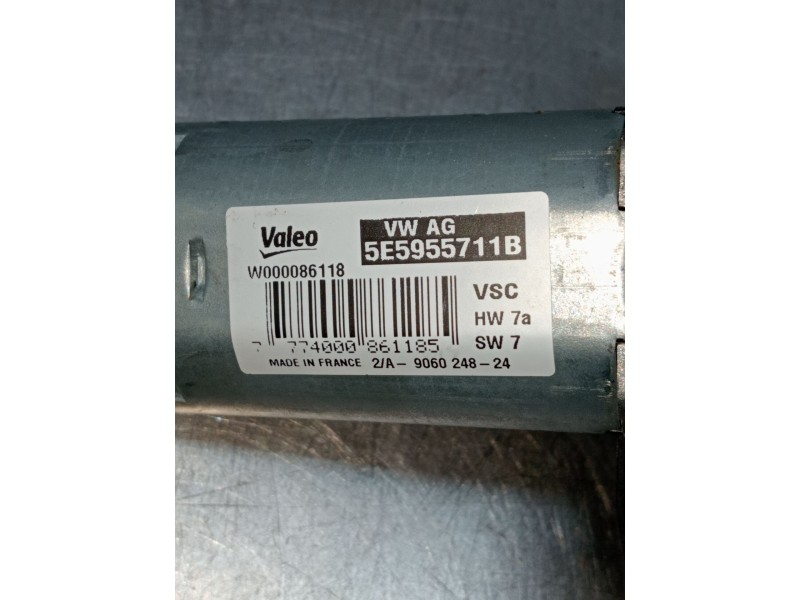 Valeo
VW AG
5E5955711B
W000086118
VSC
HW 7a
SW 7
7 774000 861185
MADE IN FRANCE 2/A- 9060 248-24